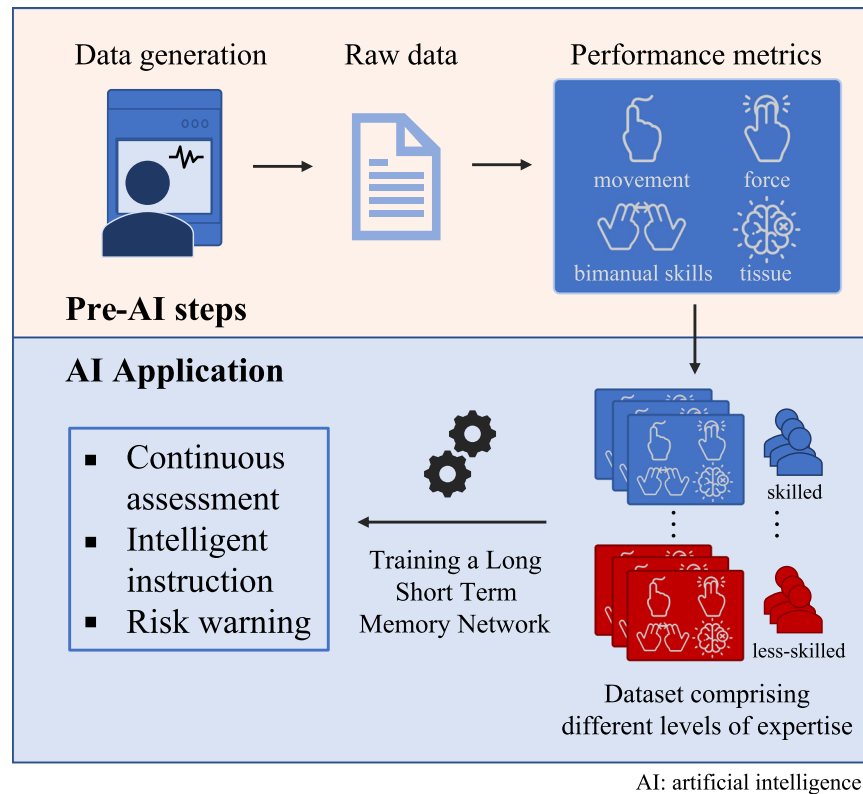 Data generation
Raw data
Performance metrics
movement
force
bimanual skills
tissue
Pre-AI steps
AI Application
▪ Continuous
assessment
▪ Intelligent
instruction
▪ Risk warning
Training a Long
Short Term
Memory Network
skilled
less-skilled
Dataset comprising
different levels of expertise
AI: artificial intelligence